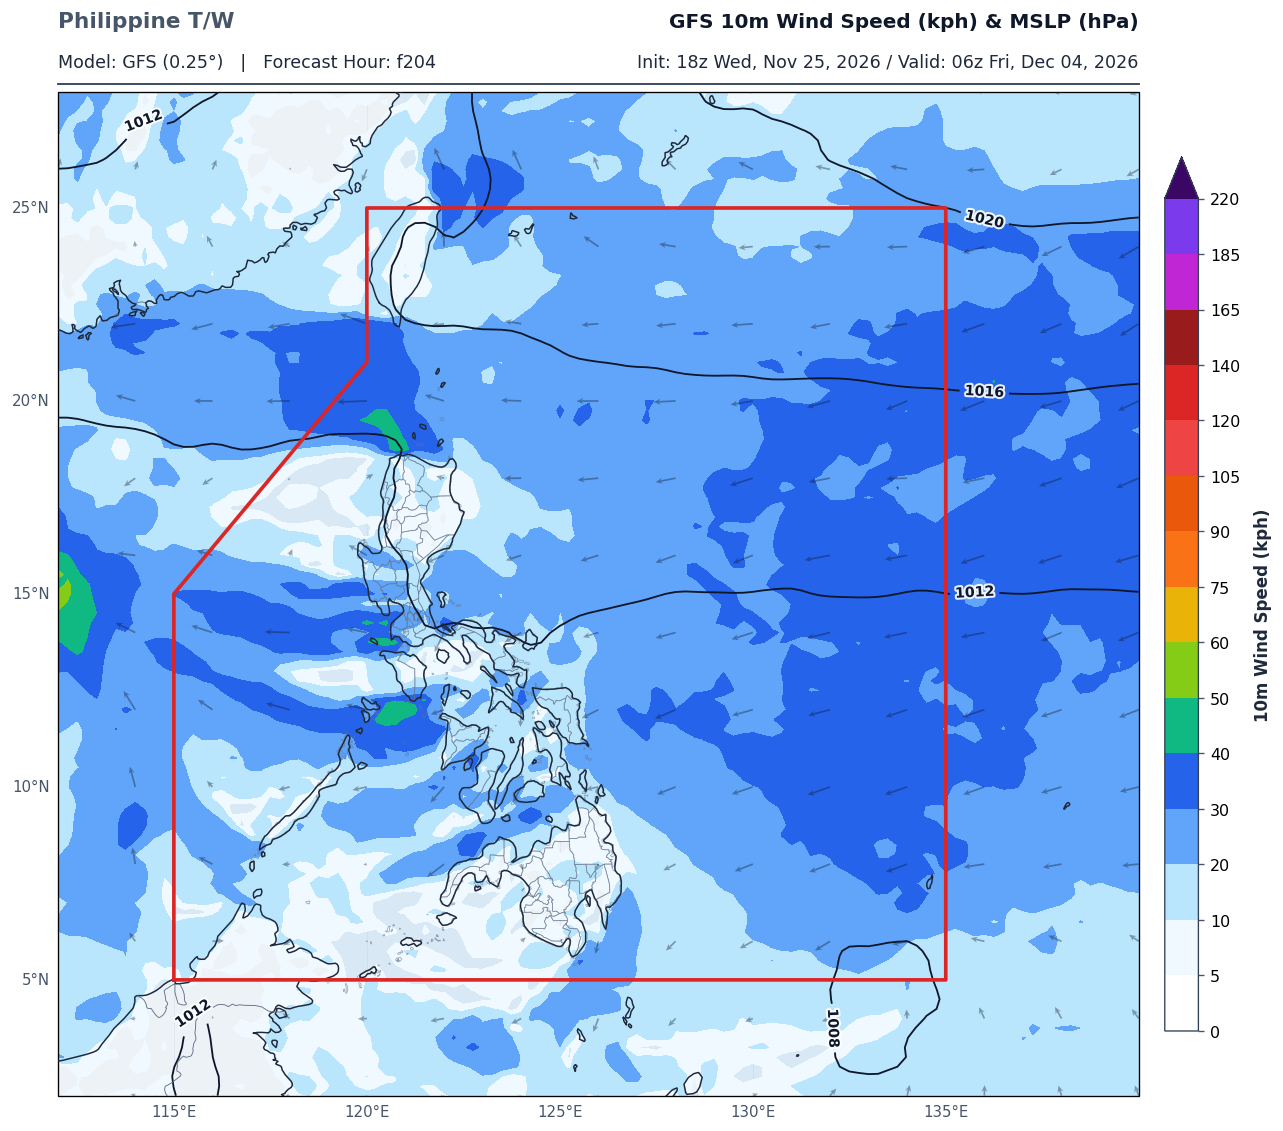 Philippine T/W
GFS 10m Wind Speed (kph) & MSLP (hPa)
Model: GFS (0.25°) | Forecast Hour: f204
Init: 18z Wed, Nov 25, 2026 / Valid: 06z Fri, Dec 04, 2026
1012
1020
1016
1012
1012
1008
25°N
20°N
15°N
10°N
5°N
115°E
120°E
125°E
130°E
135°E
220
185
165
140
120
105
90
75
60
50
40
30
20
10
5
0
10m Wind Speed (kph)